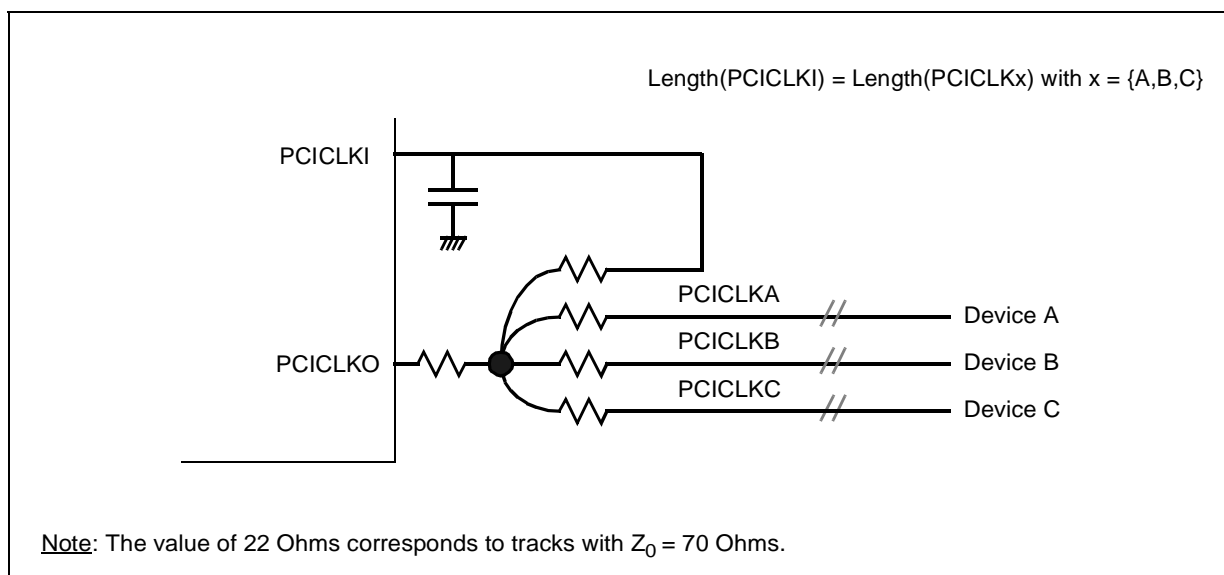 Length(PCICLKI) = Length(PCICLKx) with x = {A,B,C}
PCICLKI
PCICLKA
Device A
PCICLKB
PCICLKO
Device B
PCICLKC
Device C
Note: The value of 22 Ohms corresponds to tracks with Z0 = 70 Ohms.